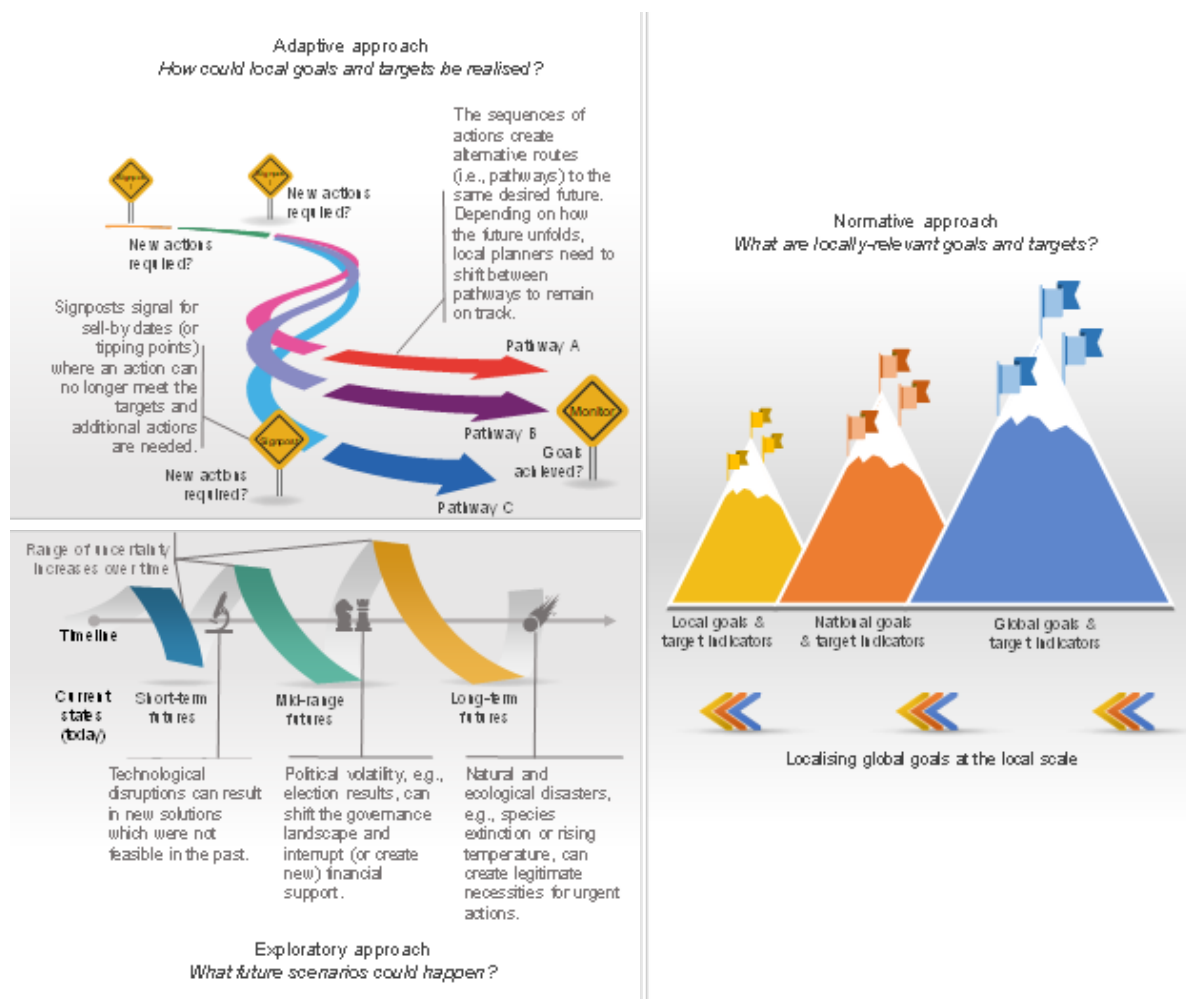 Adaptive approach
How could local goals and targets be realised?
The sequences of
actions create
alternative routes
(i.e., pathways) to the
same desired future.
Depending on how
the future unfolds,
local planners need to
shift between
pathways to remain
on track.
New actions
required?
New actions
required?
Signposts signal for
sell-by dates (or
tipping points)
where an action can
no longer meet the
targets and
additional actions
are needed.
Pathway A
Monitor
Pathway B
Signpost
Goals
achieved?
New actions
required?
Pathway C
Range of uncertainty
increases over time
Timeline
Current
states
(today)
Short-term
futures
Mid-range
futures
Long-term
futures
Technological
disruptions can result
in new solutions
which were not
feasible in the past.
Political volatility, e.g.,
election results, can
shift the governance
landscape and
interrupt (or create
new) financial
support.
Natural and
ecological disasters,
e.g., species
extinction or rising
temperature, can
create legitimate
necessities for urgent
actions.
Exploratory approach
What future scenarios could happen?
Normative approach
What are locally-relevant goals and targets?
Local goals &
target indicators
National goals
& target indicators
Global goals &
target indicators
Localising global goals at the local scale